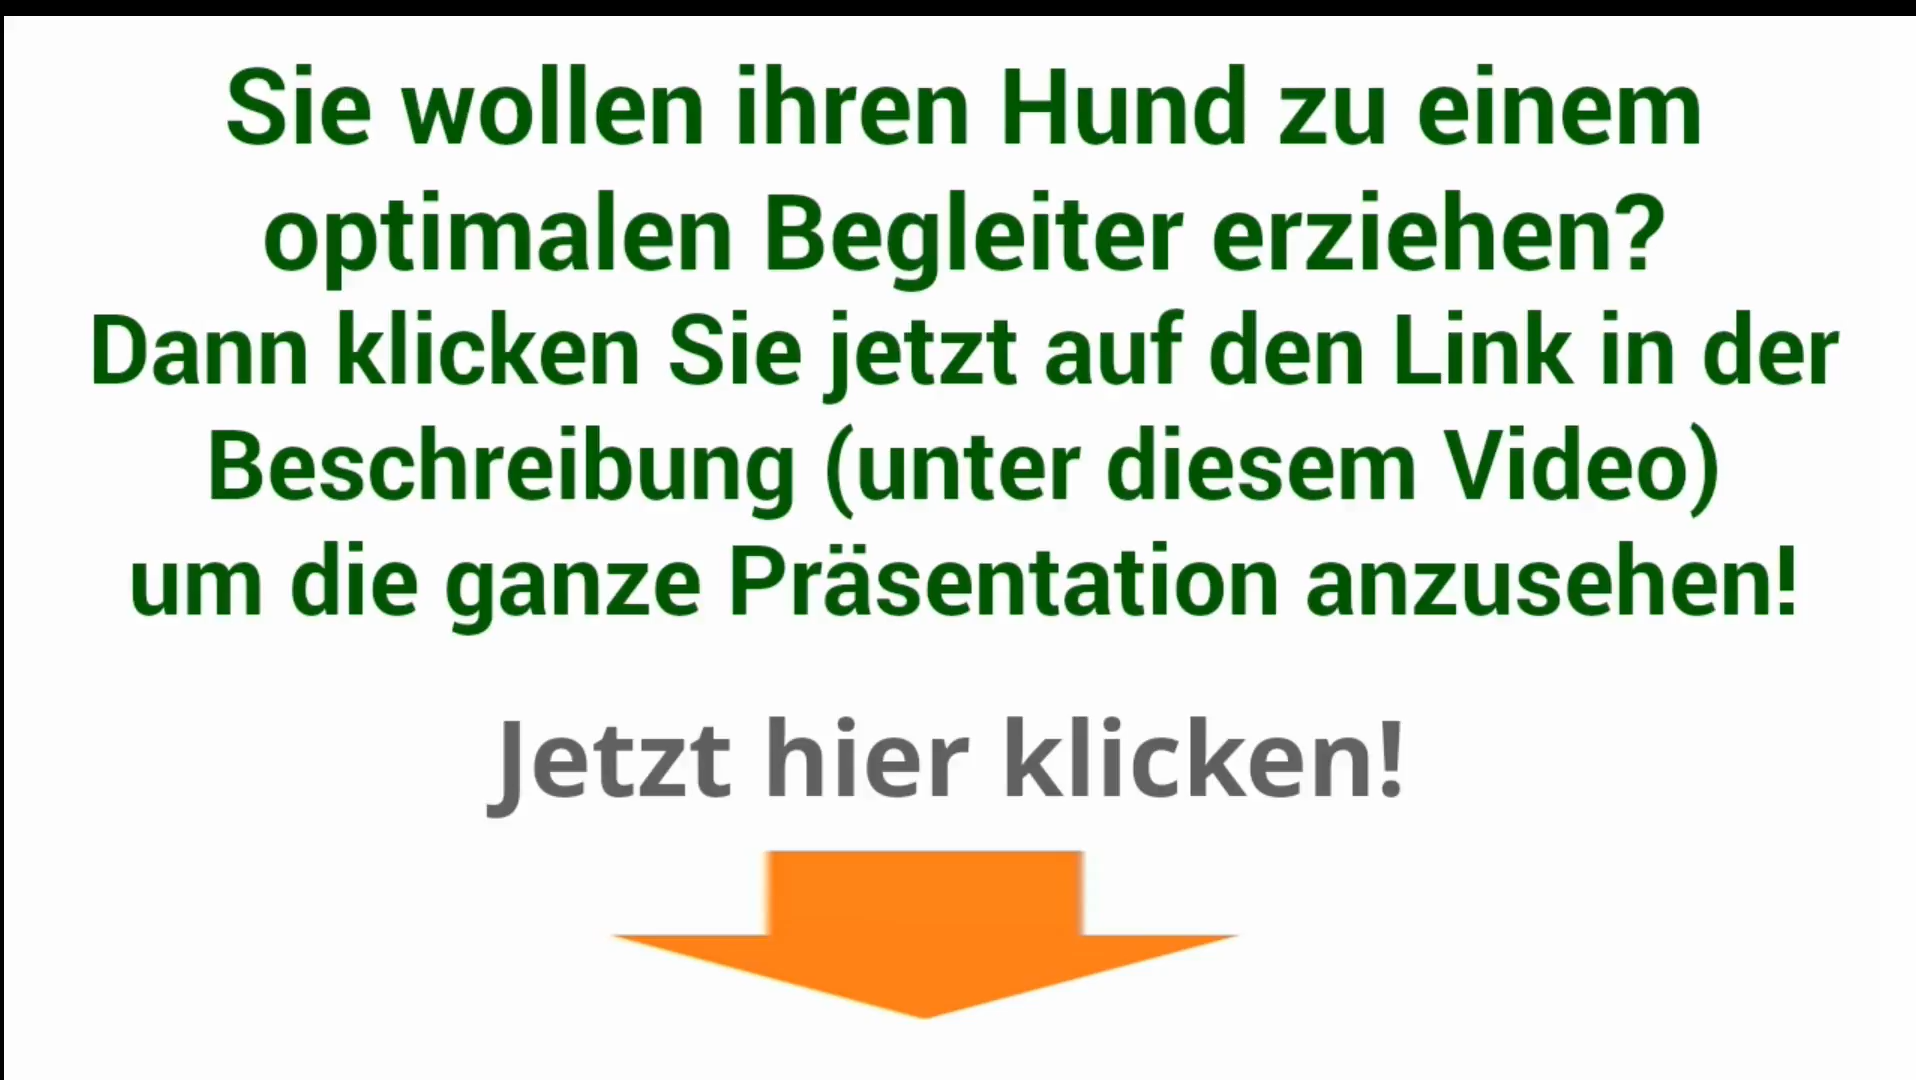 Sie wollen ihren Hund zu einem
optimalen Begleiter erziehen?
Dann klicken Sie jetzt auf den Link in der
Beschreibung (unter diesem Video)
um die ganze Präsentation anzusehen!
Jetzt hier klicken!